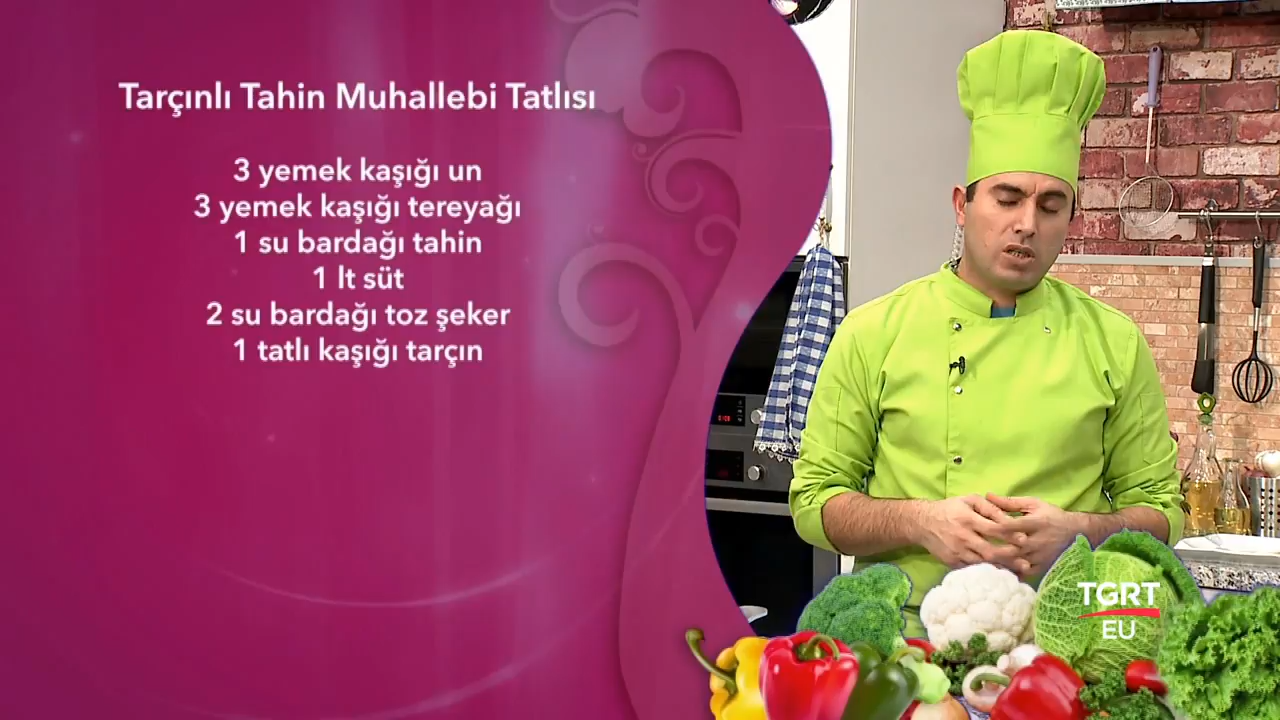 Tarçınlı Tahin Muhallebi Tatlısı
3 yemek kaşığı un
3 yemek kaşığı tereyağı
1 su bardağı tahin
1 lt süt
2 su bardağı toz şeker
1 tatlı kaşığı tarçın
TGRT
EU